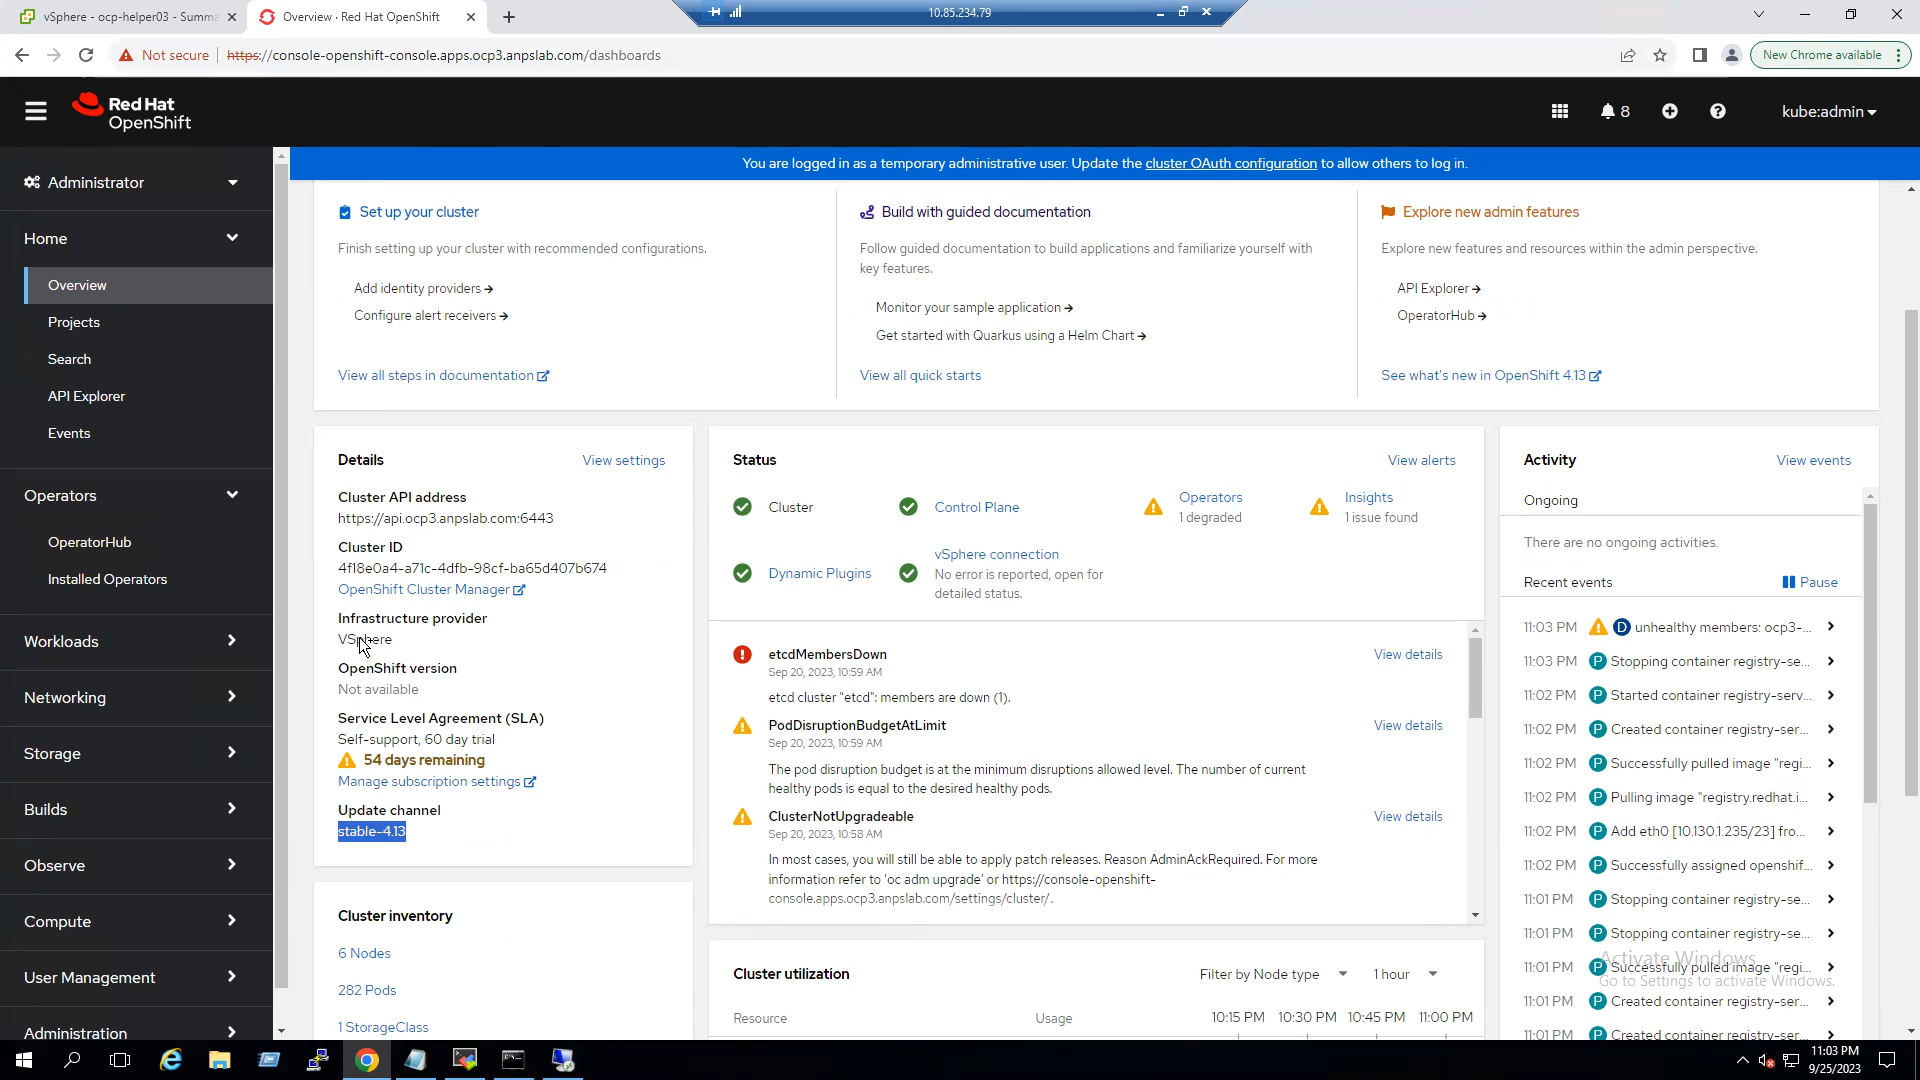 vSphere - ocp-helper03 - Summa
Overview · Red Hat OpenShift
10.85.234.79
Not secure
https://console-openshift-console.apps.ocp3.anpslab.com/dashboards
New Chrome available
Red Hat
OpenShift
8
kube:admin
You are logged in as a temporary administrative user. Update the cluster OAuth configuration to allow others to log in.
Administrator
Home
Overview
Projects
Search
API Explorer
Events
Operators
OperatorHub
Installed Operators
Workloads
Networking
Storage
Builds
Observe
Compute
User Management
Administration
Set up your cluster
Finish setting up your cluster with recommended configurations.
Add identity providers
Configure alert receivers
View all steps in documentation
Build with guided documentation
Follow guided documentation to build applications and familiarize yourself with
key features.
Monitor your sample application
Get started with Quarkus using a Helm Chart
View all quick starts
Explore new admin features
Explore new features and resources within the admin perspective.
API Explorer
OperatorHub
See what's new in OpenShift 4.13
Details
View settings
Cluster API address
https://api.ocp3.anpslab.com:6443
Cluster ID
4f18e0a4-a71c-4dfb-98cf-ba65d407b674
OpenShift Cluster Manager
Infrastructure provider
VSphere
OpenShift version
Not available
Service Level Agreement (SLA)
Self-support, 60 day trial
54 days remaining
Manage subscription settings
Update channel
stable-4.13
Cluster inventory
6 Nodes
282 Pods
1 StorageClass
Status
View alerts
Cluster
Control Plane
Operators
1 degraded
Insights
1 issue found
Dynamic Plugins
vSphere connection
No error is reported, open for
detailed status.
etcdMembersDown
View details
Sep 20, 2023, 10:59 AM
etcd cluster "etcd": members are down (1).
PodDisruptionBudgetAtLimit
View details
Sep 20, 2023, 10:59 AM
The pod disruption budget is at the minimum disruptions allowed level. The number of current
healthy pods is equal to the desired healthy pods.
ClusterNotUpgradeable
View details
Sep 20, 2023, 10:58 AM
In most cases, you will still be able to apply patch releases. Reason AdminAckRequired. For more
information refer to 'oc adm upgrade' or https://console-openshift-
console.apps.ocp3.anpslab.com/settings/cluster/.
Cluster utilization
Filter by Node type
1 hour
Resource
Usage
10:15 PM
10:30 PM
10:45 PM
11:00 PM
Activity
View events
Ongoing
There are no ongoing activities.
Recent events
Pause
11:03 PM D unhealthy members: ocp3-...
11:03 PM P Stopping container registry-se...
11:02 PM P Started container registry-serv...
11:02 PM P Created container registry-ser...
11:02 PM P Successfully pulled image "regi...
11:02 PM P Pulling image "registry.redhat.i...
11:02 PM P Add eth0 [10.130.1.235/23] fro...
11:02 PM P Successfully assigned openshif...
11:01 PM P Stopping container registry-se...
11:01 PM P Stopping container registry-se...
11:01 PM P Successfully pulled image "regi...
11:01 PM P Created container registry-ser...
11:01 PM P Created container registry-ser...
Activate Windows
Go to Settings to activate Windows.
11:03 PM
9/25/2023